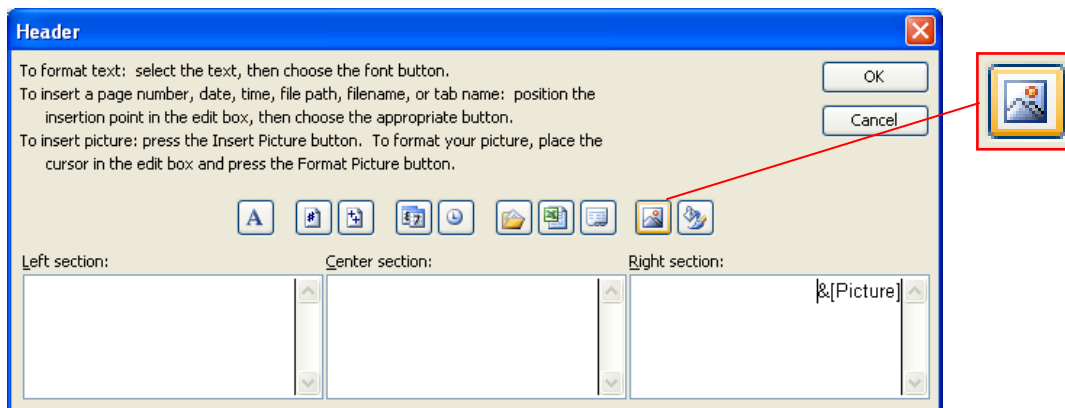 Header
To format text: select the text, then choose the font button.
To insert a page number, date, time, file path, filename, or tab name: position the
insertion point in the edit box, then choose the appropriate button.
To insert picture: press the Insert Picture button. To format your picture, place the
cursor in the edit box and press the Format Picture button.
OK
Cancel
A
Left section:
Center section:
Right section:
&[Picture]